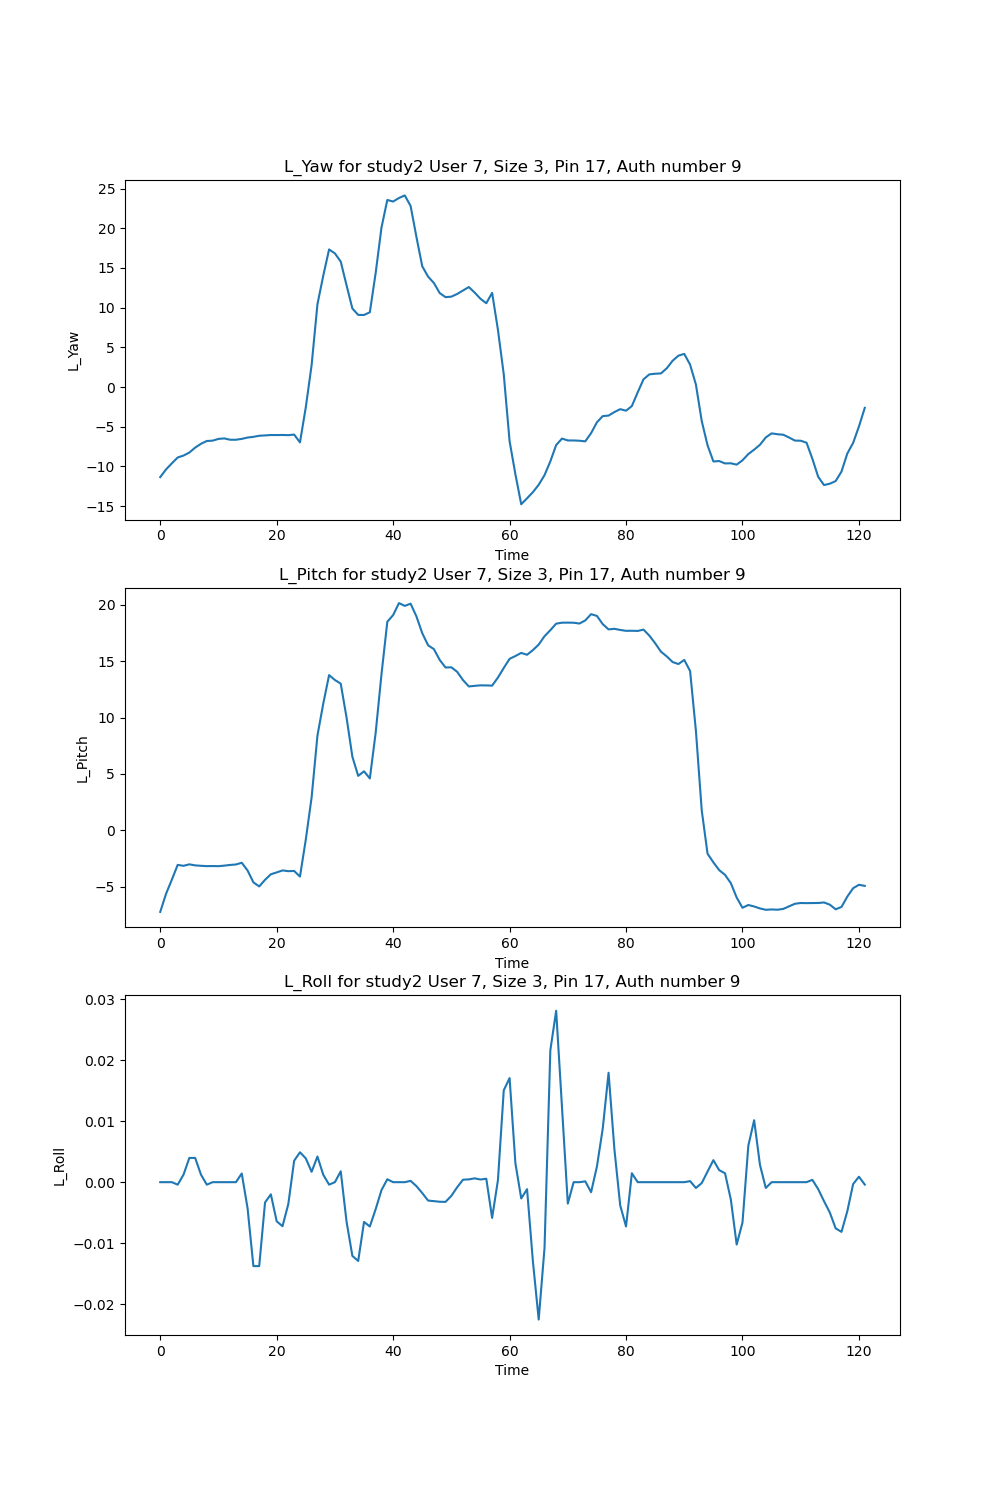 L_Yaw for study2 User 7, Size 3, Pin 17, Auth number 9
25
20
15
10
5
0
−5
−10
−15
L_Yaw
0 20 40 60 80 100 120
Time
L_Pitch for study2 User 7, Size 3, Pin 17, Auth number 9
20
15
10
5
0
−5
L_Pitch
0 20 40 60 80 100 120
Time
L_Roll for study2 User 7, Size 3, Pin 17, Auth number 9
0.03
0.02
0.01
0.00
−0.01
−0.02
L_Roll
0 20 40 60 80 100 120
Time